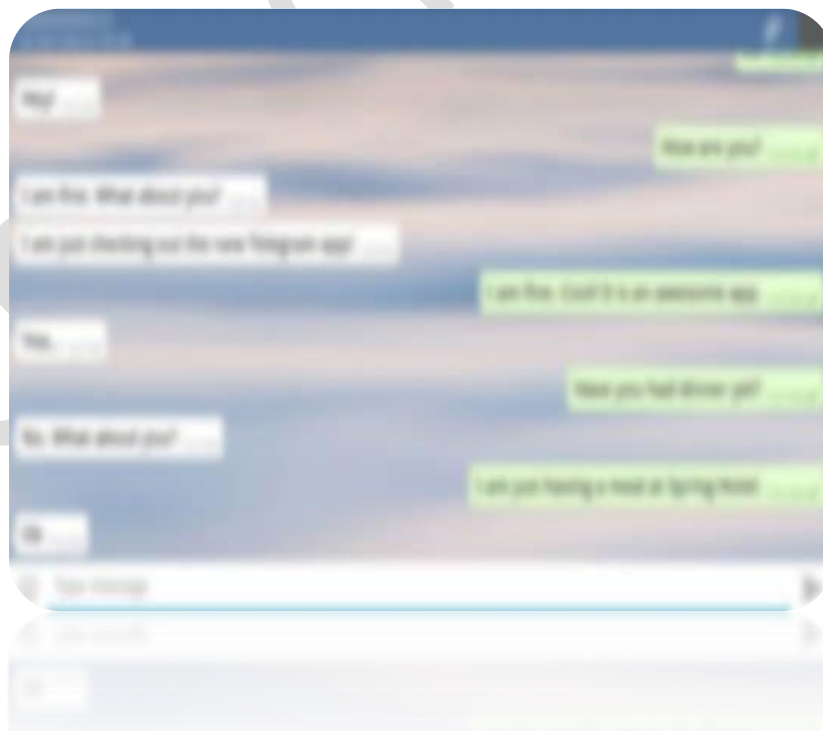 Hey!
How are you?
I am fine. What about you?
I am just checking out the new Telegram app!
I am fine. Cool! It is an awesome app
Yes,
Have you had dinner yet?
No. What about you?
I am just having a meal at Spring Hotel
Ok
Type message